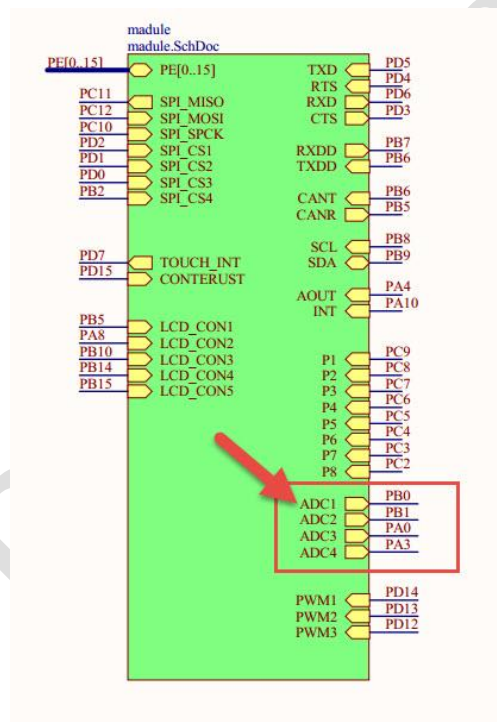 madule
madule.SchDoc
PE[0..15] PE[0..15]
PC11 SPI_MISO
PC12 SPI_MOSI
PC10 SPI_SPCK
PD2 SPI_CS1
PD1 SPI_CS2
PD0 SPI_CS3
PB2 SPI_CS4
PD7 TOUCH_INT
PD15 CONTERUST
PB5 LCD_CON1
PA8 LCD_CON2
PB10 LCD_CON3
PB14 LCD_CON4
PB15 LCD_CON5
TXD PD5
RTS PD4
RXD PD6
CTS PD3
RXDD PB7
TXDD PB6
CANT PB6
CANR PB5
SCL PB8
SDA PB9
AOUT PA4
INT PA10
P1 PC9
P2 PC8
P3 PC7
P4 PC6
P5 PC5
P6 PC4
P7 PC3
P8 PC2
ADC1 PB0
ADC2 PB1
ADC3 PA0
ADC4 PA3
PWM1 PD14
PWM2 PD13
PWM3 PD12